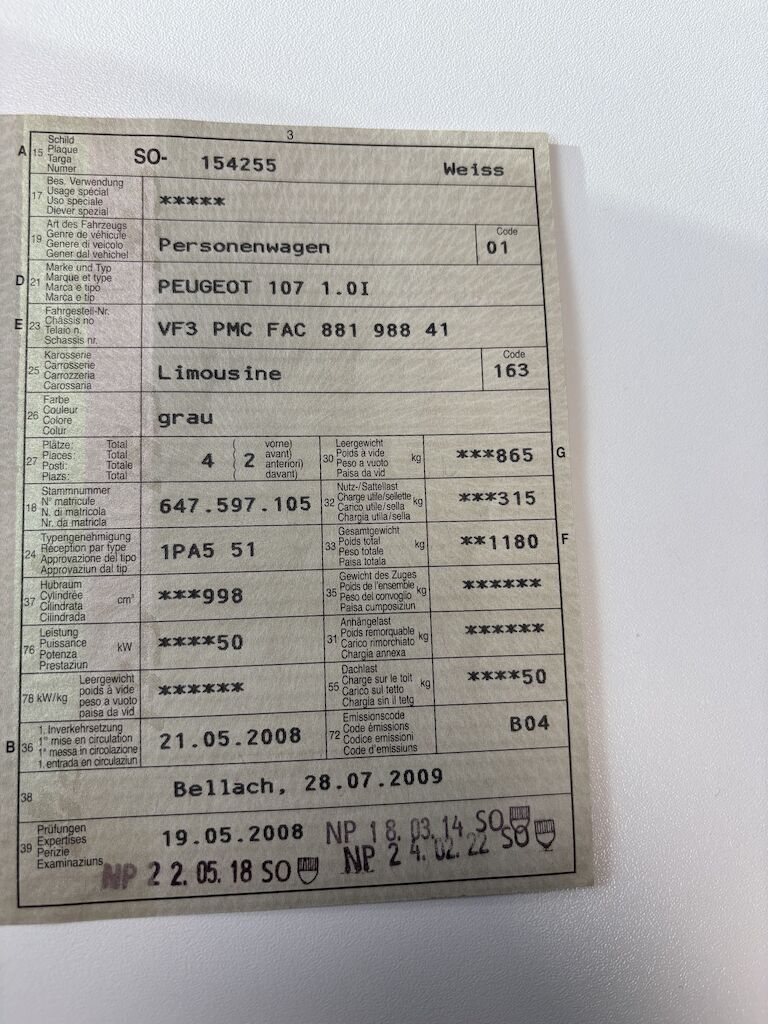 3
A 15 Schild
Plaque
Targa
Numer
SO- 154255 Weiss
17 Bes. Verwendung
Usage spécial
Uso speciale
Diever spezial
*****
19 Art des Fahrzeugs
Genre de véhicule
Genere di veicolo
Gener dal vehichel
Personenwagen
Code
01
D 21 Marke und Typ
Marque et type
Marca e tipo
Marca e tip
PEUGEOT 107 1.0I
E 23 Fahrgestell-Nr.
Châssis no
Telaio n.
Schassis nr.
VF3 PMC FAC 881 988 41
25 Karosserie
Carrosserie
Carrozzeria
Carossaria
Limousine
Code
163
26 Farbe
Couleur
Colore
Colur
grau
27 Plätze: Total
Places: Total
Posti: Totale
Plazs: Total
4 ( 2 vorne)
avant)
anteriori)
davant)
30 Leergewicht
Poids à vide
Peso a vuoto
Paisa da vid
kg
***865
G
18 Stammnummer
N° matricule
N. di matricola
Nr. da matricla
647.597.105
32 Nutz-/Sattellast
Charge utile/sellette
Carico utile/sella
Chargia utila/sella
kg
***315
24 Typengenehmigung
Réception par type
Approvazione del tipo
Approvaziun dal tip
1PA5 51
33 Gesamtgewicht
Poids total
Peso totale
Paisa totala
kg
**1180
F
37 Hubraum
Cylindrée
Cilindrata
Cilindrada
cm³
***998
35 Gewicht des Zuges
Poids de l'ensemble
Peso del convoglio
Paisa cumposiziun
kg
******
76 Leistung
Puissance
Potenza
Prestaziun
kW
****50
31 Anhängelast
Poids remorquable
Carico rimorchiato
Chargia annexa
kg
******
78 kW/kg
Leergewicht
poids à vide
peso a vuoto
paisa da vid
******
55 Dachlast
Charge sur le toit
Carico sul tetto
Chargia sin il tetg
kg
****50
B 36 1. Inverkehrsetzung
1re mise en circulation
1a messa in circolazione
1. entrada en circulaziun
21.05.2008
72 Emissionscode
Code émissions
Codice emissioni
Code d'emissiuns
B04
38 Bellach, 28.07.2009
39 Prüfungen
Expertises
Perizie
Examinaziuns
19.05.2008 NP 18. 03. 14 SO
NP 22. 05. 18 SO NP 24. 02. 22 SO